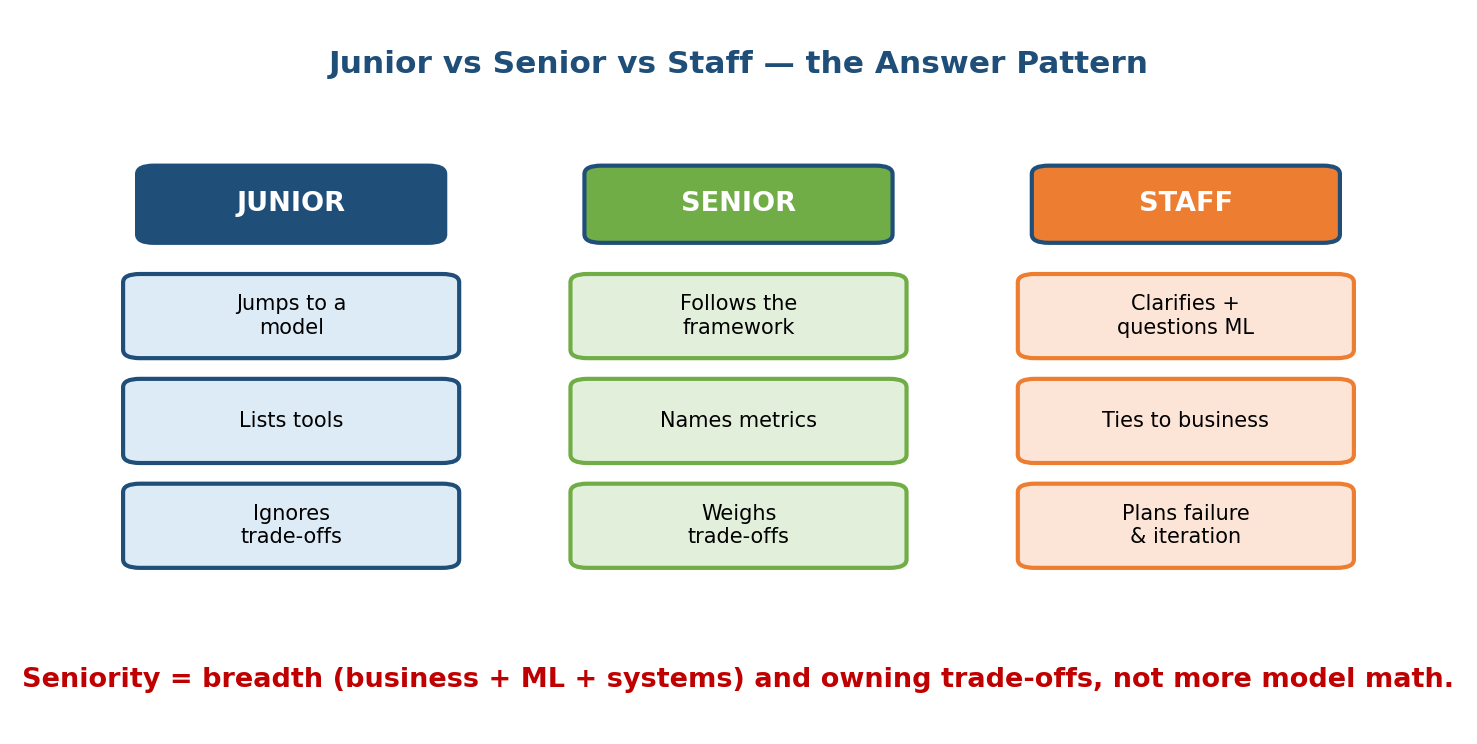 Junior vs Senior vs Staff — the Answer Pattern
JUNIOR
SENIOR
STAFF
Jumps to a
model
Follows the
framework
Clarifies +
questions ML
Lists tools
Names metrics
Ties to business
Ignores
trade-offs
Weighs
trade-offs
Plans failure
& iteration
Seniority = breadth (business + ML + systems) and owning trade-offs, not more model math.